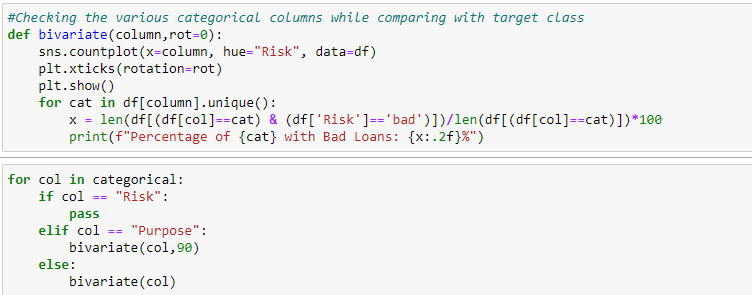 #Checking the various categorical columns while comparing with target class
def bivariate(column,rot=0):
    sns.countplot(x=column, hue="Risk", data=df)
    plt.xticks(rotation=rot)
    plt.show()
    for cat in df[column].unique():
        x = len(df[(df[col]==cat) & (df['Risk']=='bad')])/len(df[(df[col]==cat)])*100
        print(f"Percentage of {cat} with Bad Loans: {x:.2f}%")
for col in categorical:
    if col == "Risk":
        pass
    elif col == "Purpose":
        bivariate(col,90)
    else:
        bivariate(col)